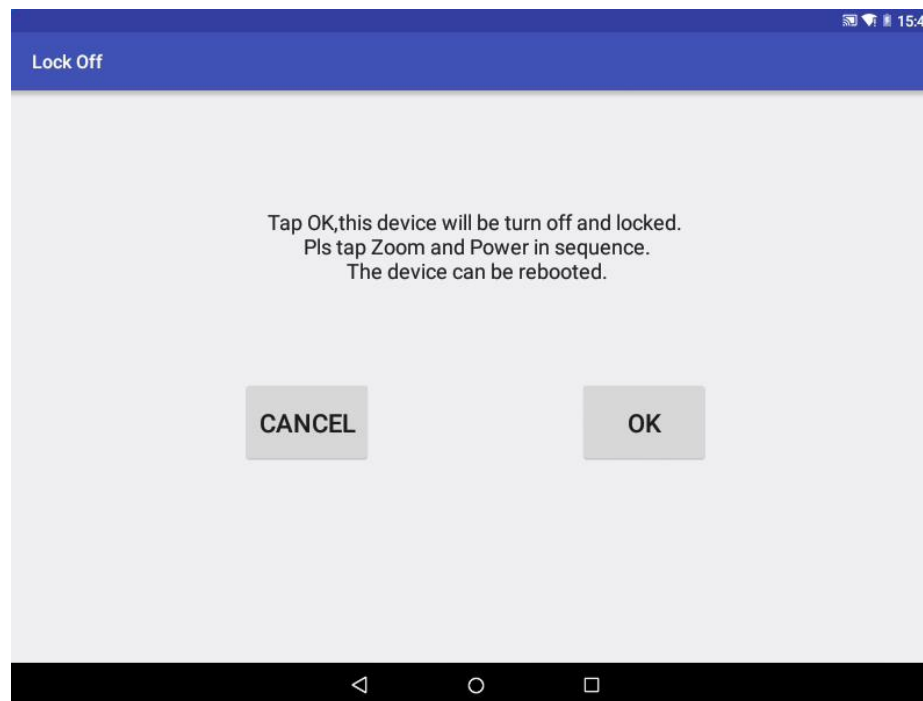 15:4
Lock Off
Tap OK,this device will be turn off and locked.
Pls tap Zoom and Power in sequence.
The device can be rebooted.
CANCEL
OK